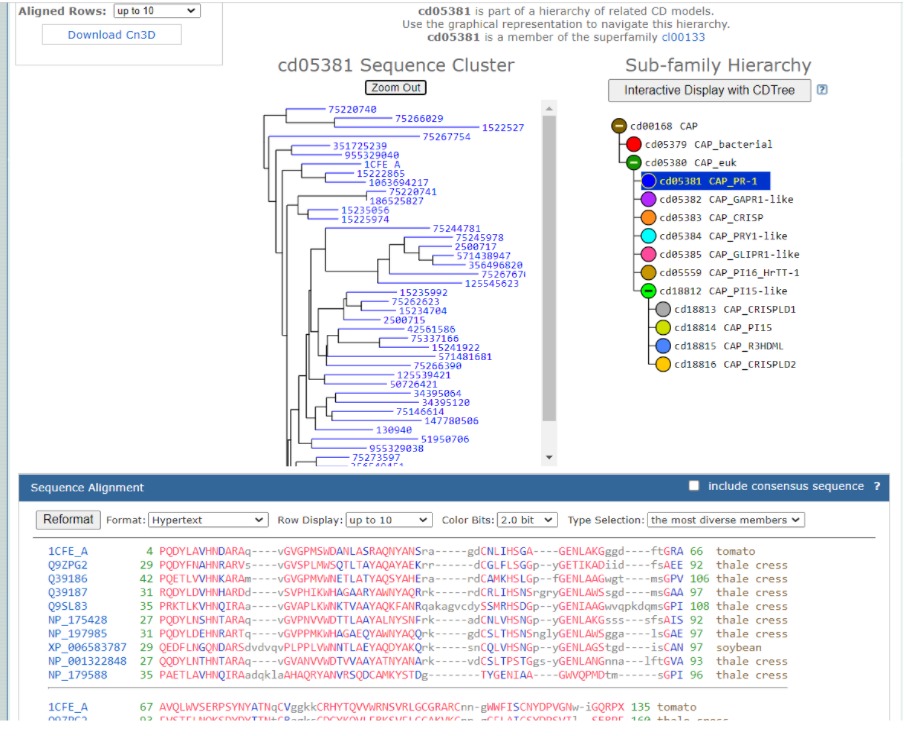 Aligned Rows: up to 10
Download Cn3D
cd05381 is part of a hierarchy of related CD models.
Use the graphical representation to navigate this hierarchy.
cd05381 is a member of the superfamily cl00133
cd05381 Sequence Cluster
Zoom Out
75220740
75266029
1522527
75267754
351725239
955329040
1CFE A
15222865
1063694217
75220741
186525827
15235056
15225974
75244781
75245978
2500717
571438947
356496820
125545623
15235992
75262623
15234704
2500715
42561586
75337166
15241922
571481681
75266390
125539421
50726421
34395064
34395120
75146614
147780506
130940
51950706
955329038
75273597
Sub-family Hierarchy
Interactive Display with CDTree ?
cd00168 CAP
cd05379 CAP_bacterial
cd05380 CAP_euk
cd05381 CAP_PR-1
cd05382 CAP_GAPR1-like
cd05383 CAP_CRISP
cd05384 CAP_PRY1-like
cd05385 CAP_GLIPR1-like
cd05559 CAP_PI16_HrTT-1
cd18812 CAP_PI15-like
cd18813 CAP_CRISPLD1
cd18814 CAP_PI15
cd18815 CAP_R3HDML
cd18816 CAP_CRISPLD2
Sequence Alignment include consensus sequence ?
Reformat Format: Hypertext Row Display: up to 10 Color Bits: 2.0 bit Type Selection: the most diverse members
1CFE_A 4 PQDYLAVHNDARAq----vGVGPMSWDANLASRAQNYANSra-----gdCNLIHSGA----GENLAKGggd----ftGRA 66 tomato
Q9ZPG2 29 PQDYFNAHNRARVs----vGVSPLMWSQTLTAYAQAYAEKrr-----dCGLFLSGGp--yGETIKADiid----fsAEE 92 thale cress
Q39186 42 PQETLVVHNKARAm----vGVGPMVWNETLATYAQSYAHEra-----rdCAMKHSLGp--fGENLAAGwgt----msGPV 106 thale cress
Q39187 31 RQDYLDVHNHARDd----vSVPHIKWHAGAARYAWNYAQRrk-----rdCRLIHSNSrgryGENLAWSsgd----msGAA 97 thale cress
Q9SL83 35 PRKTLKVHNQIRAa----vGVAPLKWNKTVAAYAQKFANRqakagvcdySSMRHSDGp--yGENIAAGwvqpkdqmsGPI 108 thale cress
NP_175428 27 PQDYLNSHNTARAq----vGVPNVVWDTTLAAYALNYSNFrk-----adCNLVHSNGp--yGENLAKGsss----sfsAIS 92 thale cress
NP_197985 31 PQDYLDEHNRARTq----vGVPPMKWHAGAEQYAWNYAQQrk-----gdCSLTHSNSnglyGENLAWSgga----lsGAE 97 thale cress
XP_006583787 29 QEDFLNGQNDARSdvdvqvPLPPLVWNNTLEAYAQDYAKQrk-----snCQLVHSNGp--yGENLAGStgd----isCAN 97 soybean
NP_001322848 27 QQDYLNTHNTARAq----vGVANVVWDTVVAAYATNYANArk-----vdCSLTPSTGgs-yGENLANGnna----lftGVA 93 thale cress
NP_179588 35 PAETLAVHNQIRAadqklaAHAQRYANVRSQDCAMKYSTDg------TYGENIAA------GWVQPMDtm-----sGPI 96 thale cress
1CFE_A 67 AVQLWVSERPSYNYATNqCVggkkCRHYTQVVWRNSVRLGCGRARCnn-gWWFISCNYDPVGNw-iGQRPX 135 tomato